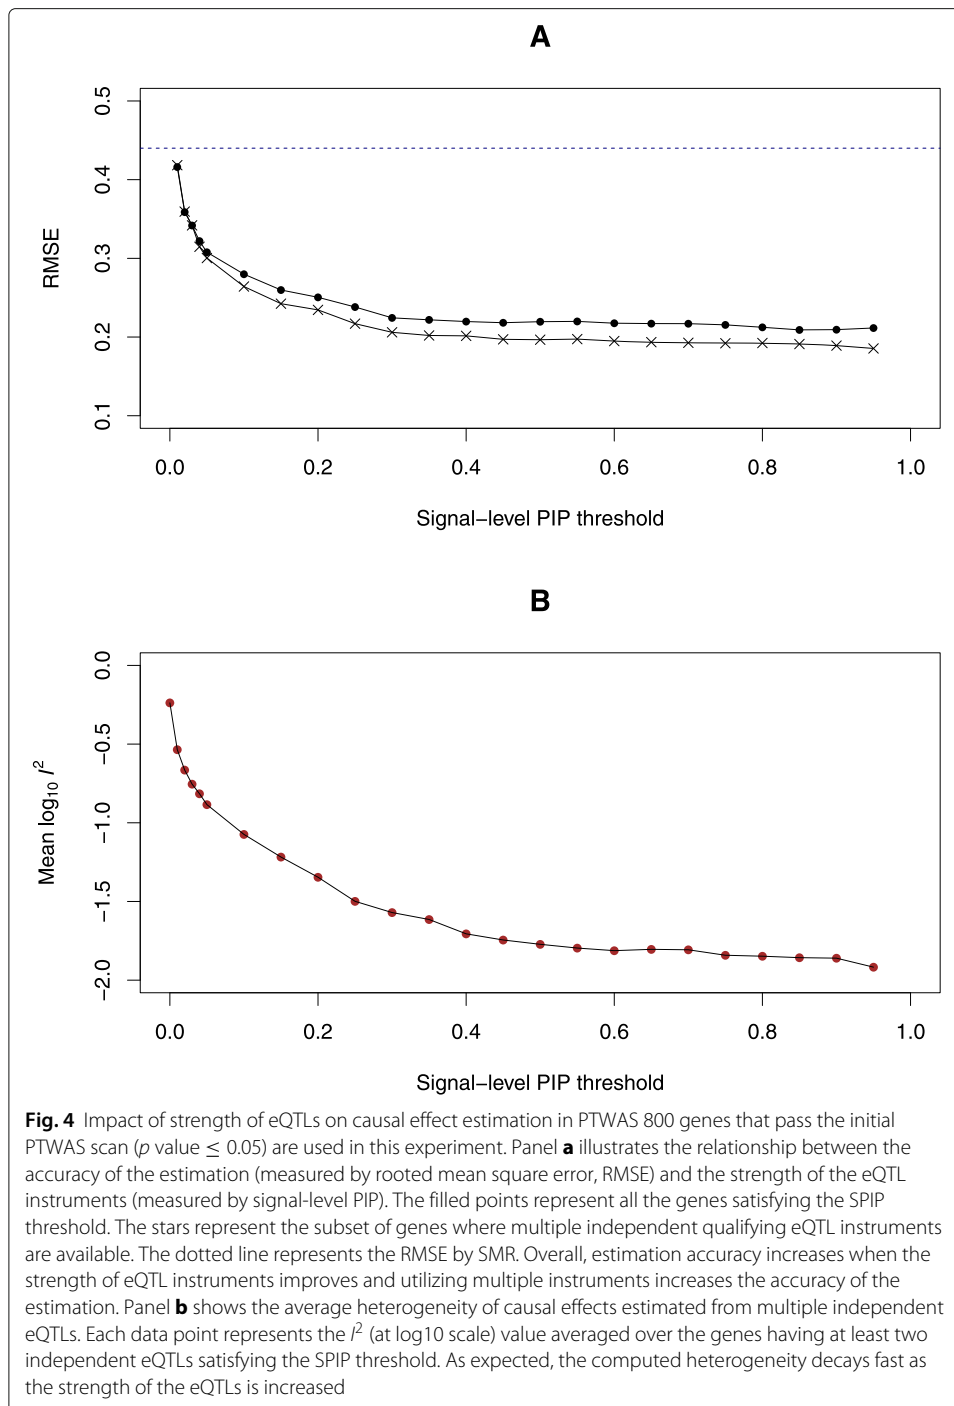 A
0.5
0.4
0.3
0.2
0.1
RMSE
0.0 0.2 0.4 0.6 0.8 1.0
Signal−level PIP threshold
B
0.0
−0.5
−1.0
−1.5
−2.0
Mean log10 I2
0.0 0.2 0.4 0.6 0.8 1.0
Signal−level PIP threshold
Fig. 4 Impact of strength of eQTLs on causal effect estimation in PTWAS 800 genes that pass the initial
PTWAS scan (p value ≤ 0.05) are used in this experiment. Panel a illustrates the relationship between the
accuracy of the estimation (measured by rooted mean square error, RMSE) and the strength of the eQTL
instruments (measured by signal-level PIP). The filled points represent all the genes satisfying the SPIP
threshold. The stars represent the subset of genes where multiple independent qualifying eQTL instruments
are available. The dotted line represents the RMSE by SMR. Overall, estimation accuracy increases when the
strength of eQTL instruments improves and utilizing multiple instruments increases the accuracy of the
estimation. Panel b shows the average heterogeneity of causal effects estimated from multiple independent
eQTLs. Each data point represents the I2 (at log10 scale) value averaged over the genes having at least two
independent eQTLs satisfying the SPIP threshold. As expected, the computed heterogeneity decays fast as
the strength of the eQTLs is increased